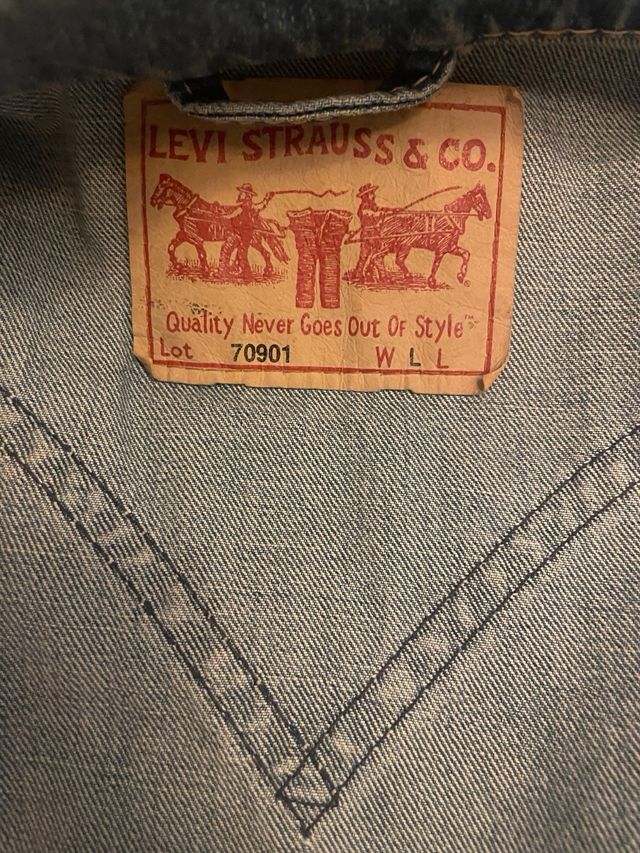 LEVI STRAUSS & CO.
®
Quality Never Goes Out Of Style™
Lot 70901 W L L